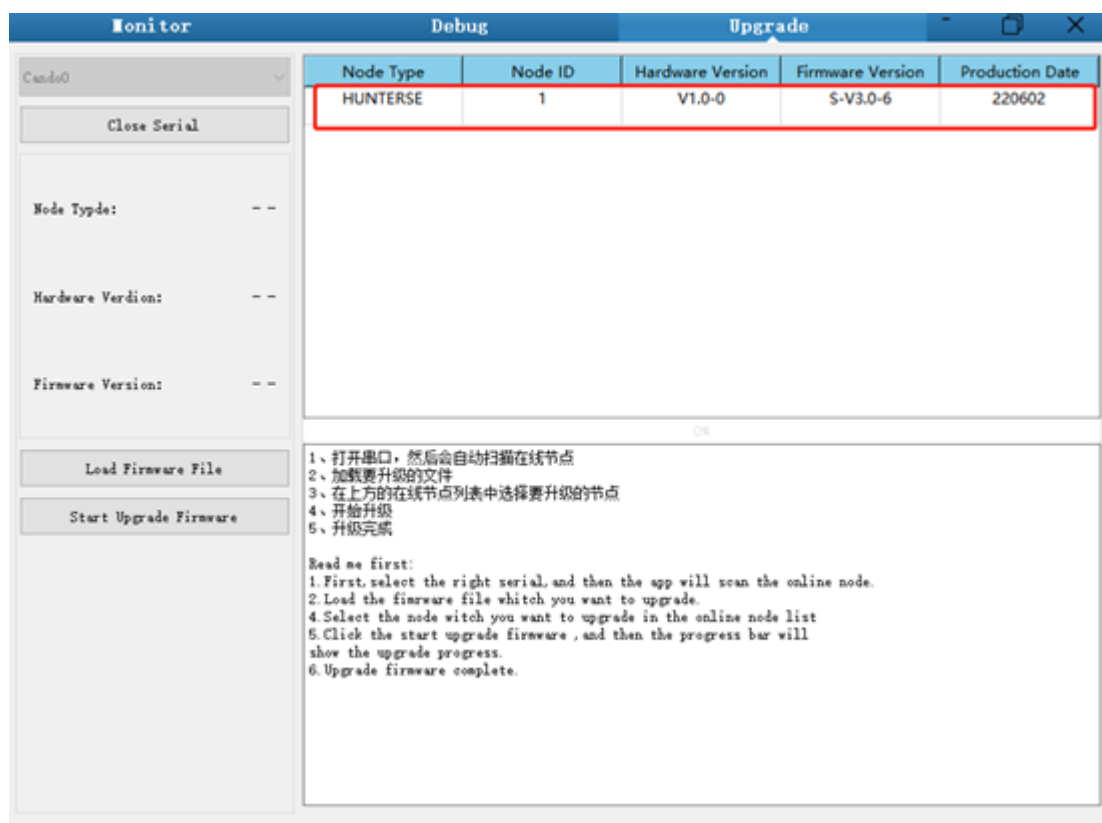 Monitor
Debug
Upgrade
Cando0
Close Serial
Node Typde: --
Hardware Verdion: --
Firmware Version: --
Load Firmware File
Start Upgrade Firmware
Node Type Node ID Hardware Version Firmware Version Production Date
HUNTERSE 1 V1.0-0 S-V3.0-6 220602
0%
1、打开串口，然后会自动扫描在线节点
2、加载要升级的文件
3、在上方的在线节点列表中选择要升级的节点
4、开始升级
5、升级完成
Read me first:
1.First,select the right serial,and then the app will scan the online node.
2.Load the fimrware file whitch you want to upgrade.
4.Select the node witch you want to upgrade in the online node list
5.Click the start upgrade firmware ,and then the progress bar will
show the upgrade progress.
6.Upgrade firmware complete.